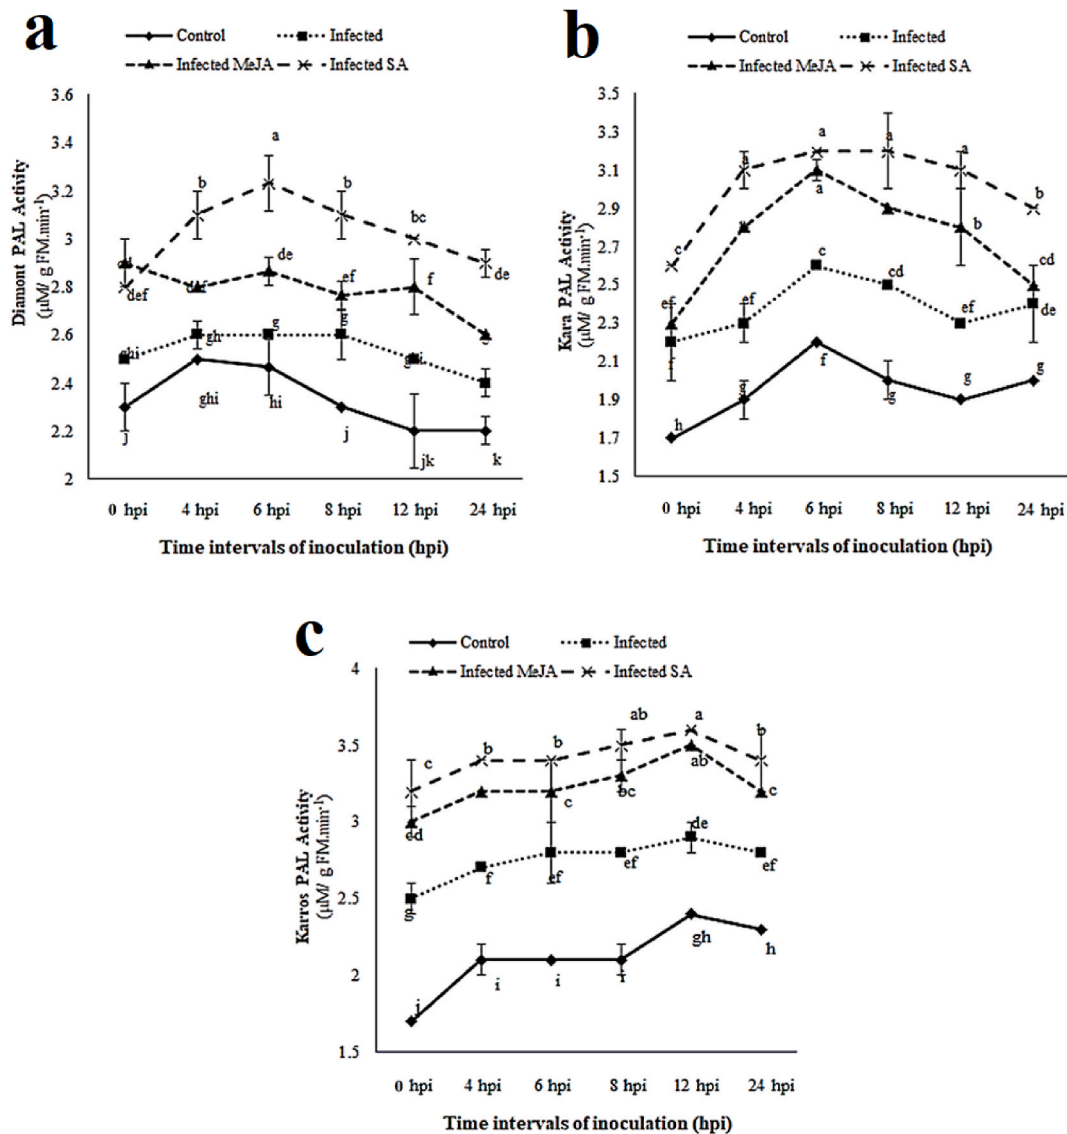 a
Control
Infected
Infected MeJA
Infected SA
Diamont PAL Activity
(µM/ g FM.min-1)
3.6
3.4
3.2
3
2.8
2.6
2.4
2.2
2
a
b
b
bc
de
def
de
ef
f
ghi
gh
g
g
j
ghi
hi
j
jk
k
0 hpi
4 hpi
6 hpi
8 hpi
12 hpi
24 hpi
Time intervals of inoculation (hpi)
b
Control
Infected
Infected MeJA
Infected SA
Kara PAL Activity
(µM/ g FM.min-1)
3.5
3.3
3.1
2.9
2.7
2.5
2.3
2.1
1.9
1.7
1.5
c
a
a
a
a
b
ef
a
b
cd
f
ef
c
cd
ef
de
h
g
f
g
g
g
0 hpi
4 hpi
6 hpi
8 hpi
12 hpi
24 hpi
Time intervals of inoculation (hpi)
c
Control
Infected
Infected MeJA
Infected SA
Karros PAL Activity
(µM/ g FM.min-1)
4
3.5
3
2.5
2
1.5
c
b
b
ab
a
b
cd
c
bc
ab
c
g
f
ef
ef
de
ef
j
i
i
i
gh
h
0 hpi
4 hpi
6 hpi
8 hpi
12 hpi
24 hpi
Time intervals of inoculation (hpi)